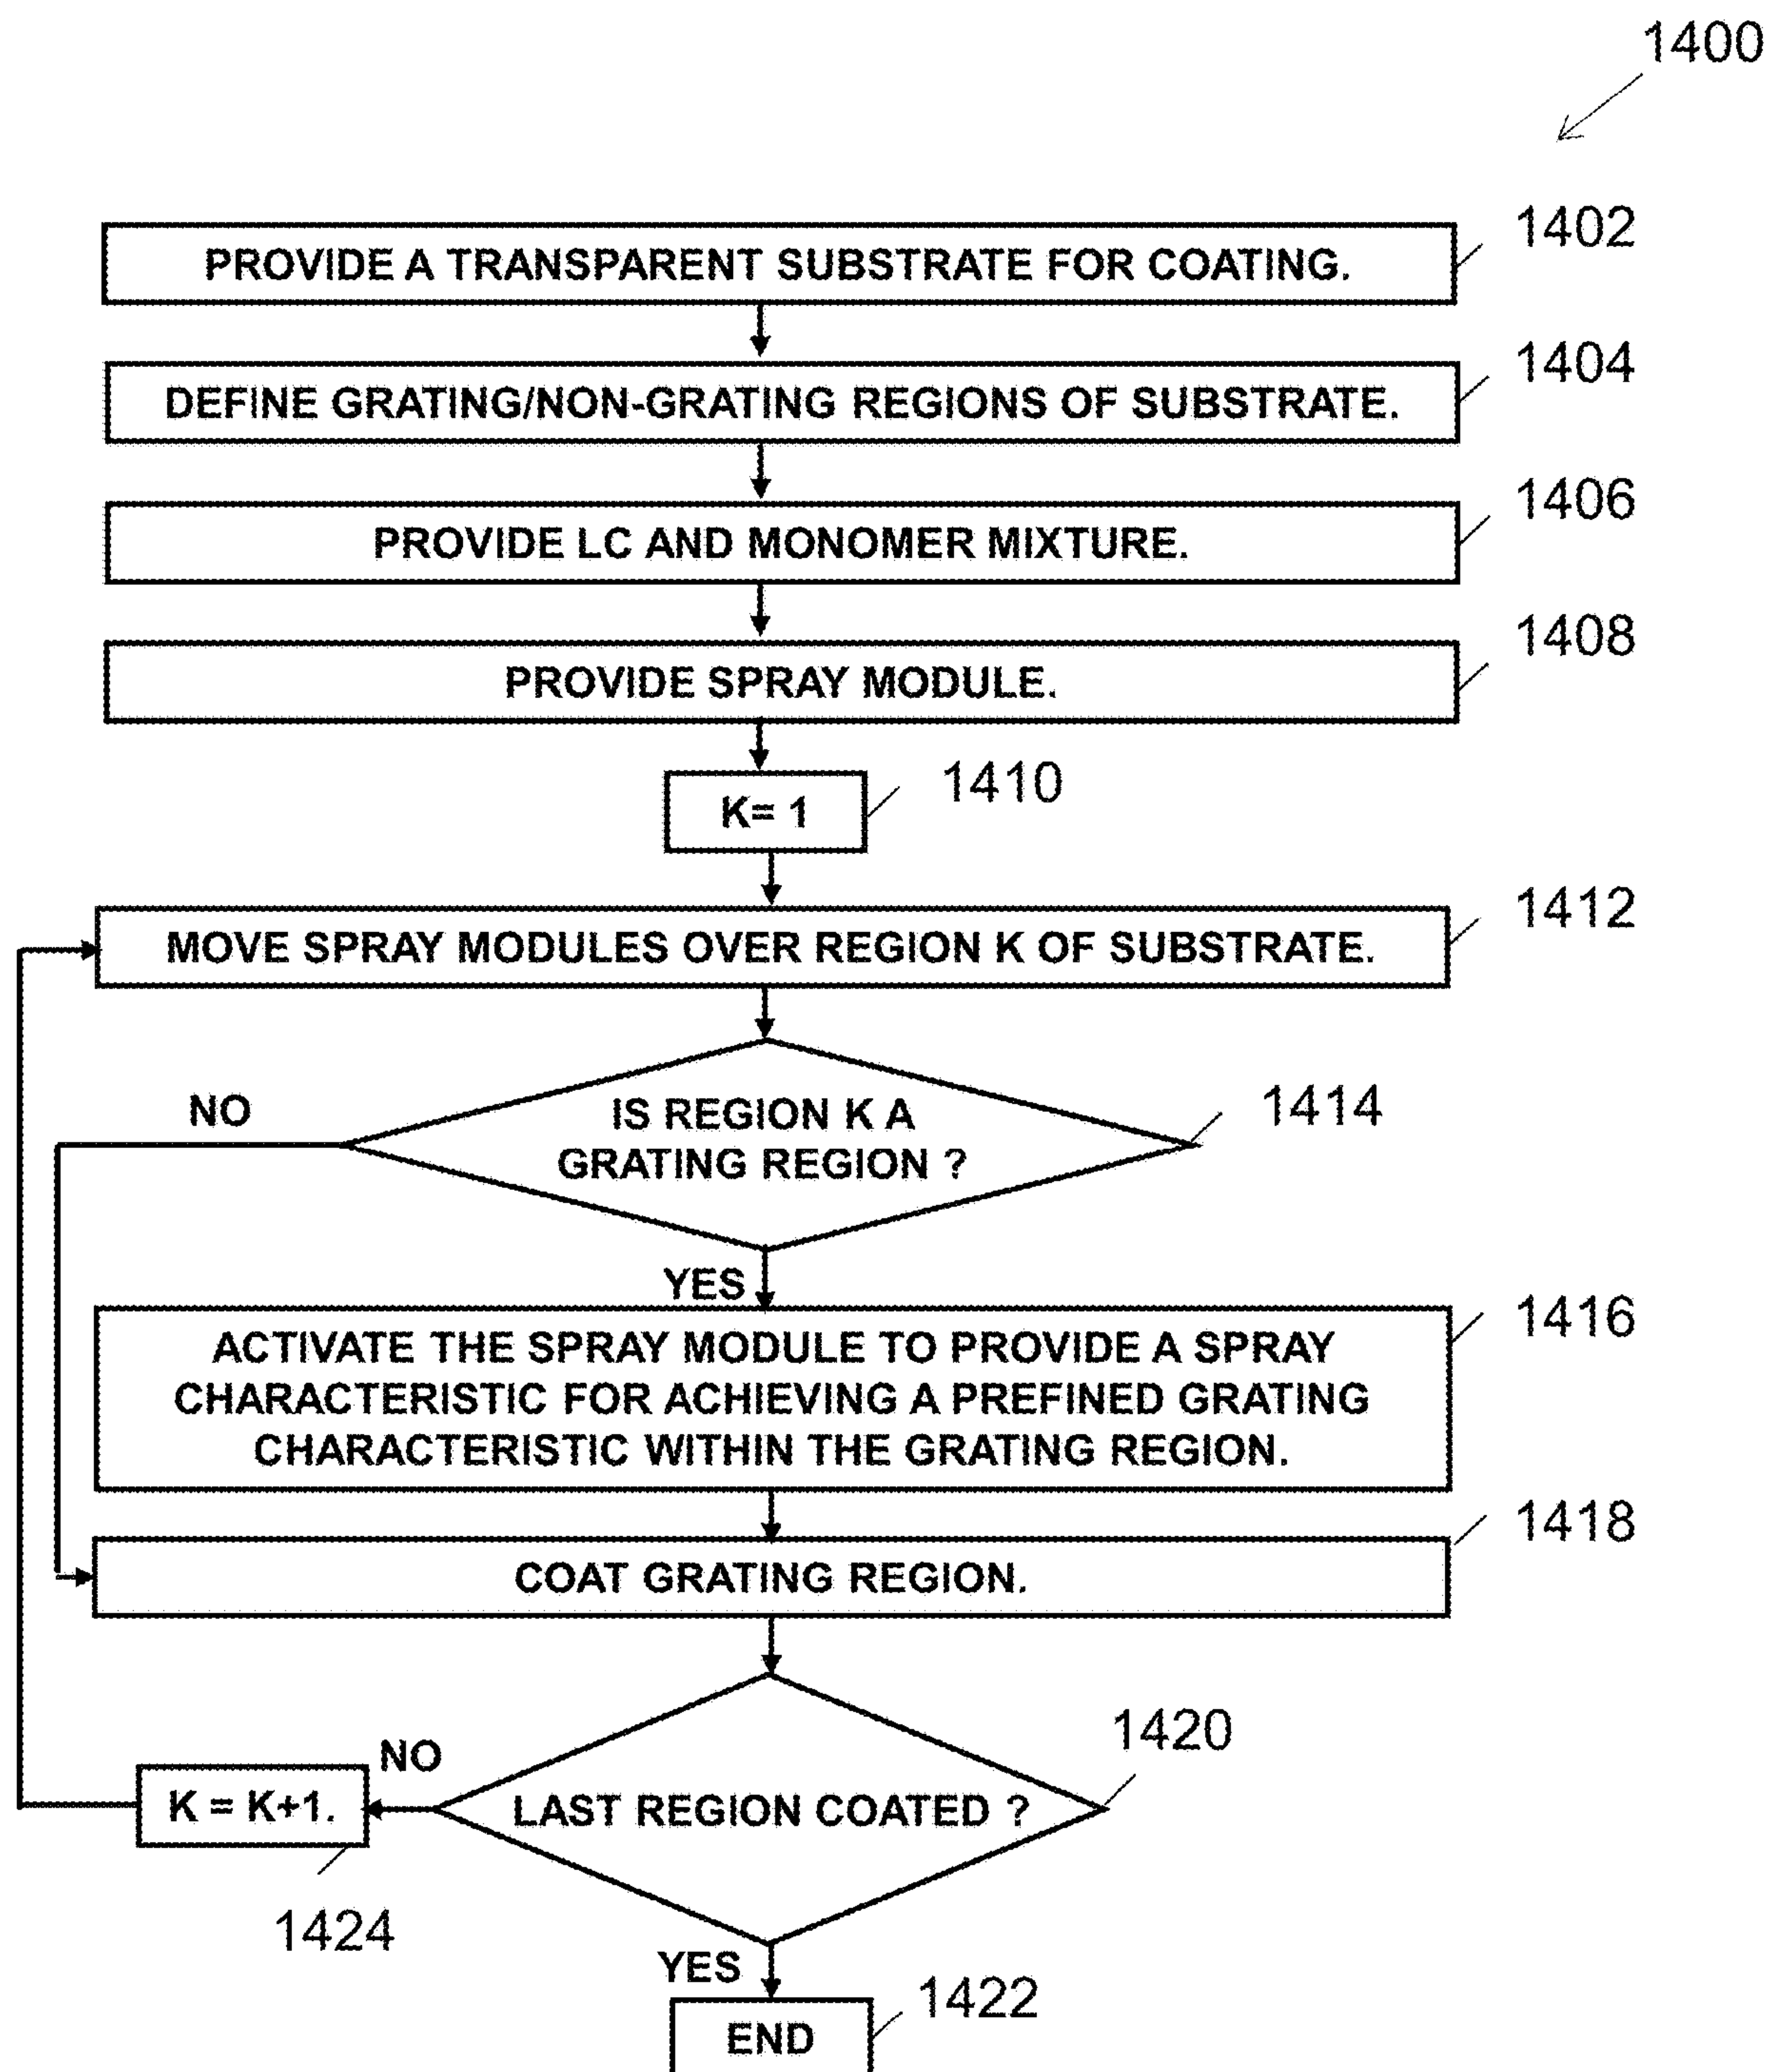 1400
PROVIDE A TRANSPARENT SUBSTRATE FOR COATING.
1402
DEFINE GRATING/NON-GRATING REGIONS OF SUBSTRATE.
1404
PROVIDE LC AND MONOMER MIXTURE.
1406
PROVIDE SPRAY MODULE.
1408
K= 1
1410
MOVE SPRAY MODULES OVER REGION K OF SUBSTRATE.
1412
NO
IS REGION K A
GRATING REGION ?
1414
YES
ACTIVATE THE SPRAY MODULE TO PROVIDE A SPRAY
CHARACTERISTIC FOR ACHIEVING A PREFINED GRATING
CHARACTERISTIC WITHIN THE GRATING REGION.
1416
COAT GRATING REGION.
1418
LAST REGION COATED ?
1420
NO
K = K+1.
1424
YES
END
1422